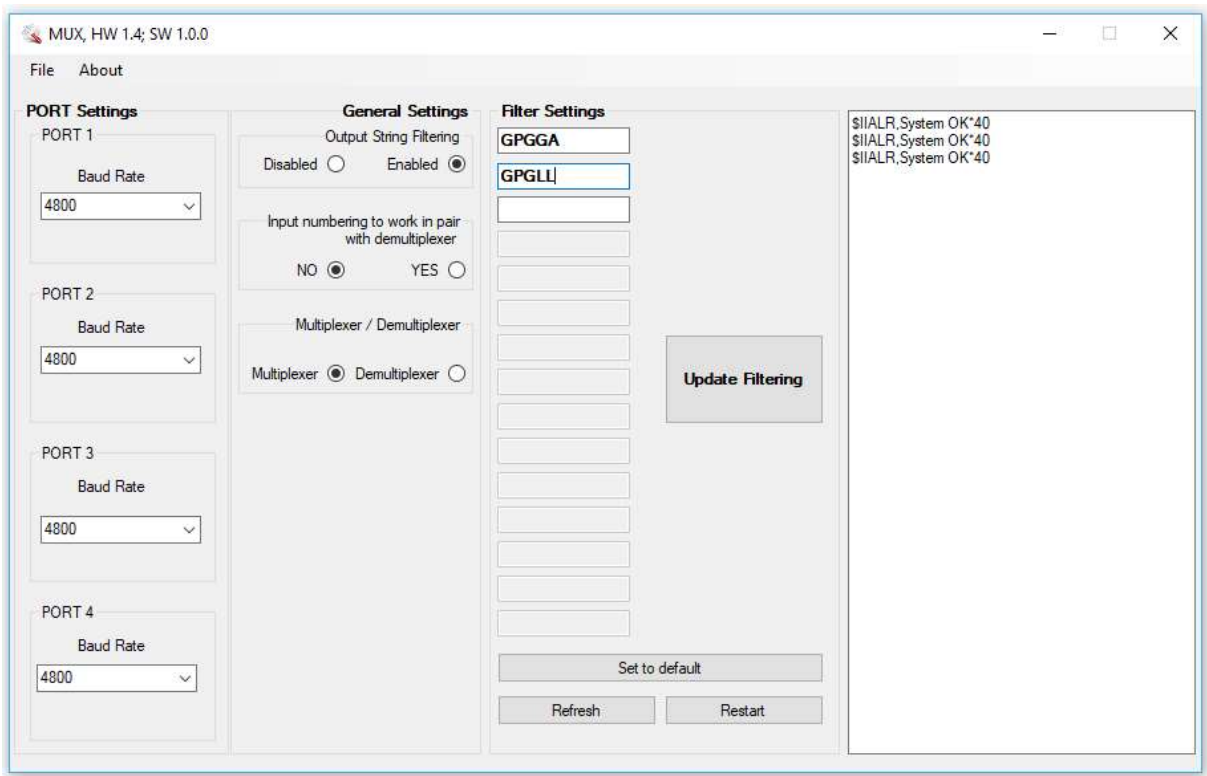 MUX, HW 1.4; SW 1.0.0
File About
PORT Settings
PORT 1
Baud Rate
4800
PORT 2
Baud Rate
4800
PORT 3
Baud Rate
4800
PORT 4
Baud Rate
4800
General Settings
Output String Filtering
Disabled Enabled
Input numbering to work in pair
with demultiplexer
NO YES
Multiplexer / Demultiplexer
Multiplexer Demultiplexer
Filter Settings
GPGGA
GPGLL
Update Filtering
Set to default
Refresh Restart
$IIALR,System OK*40
$IIALR,System OK*40
$IIALR,System OK*40